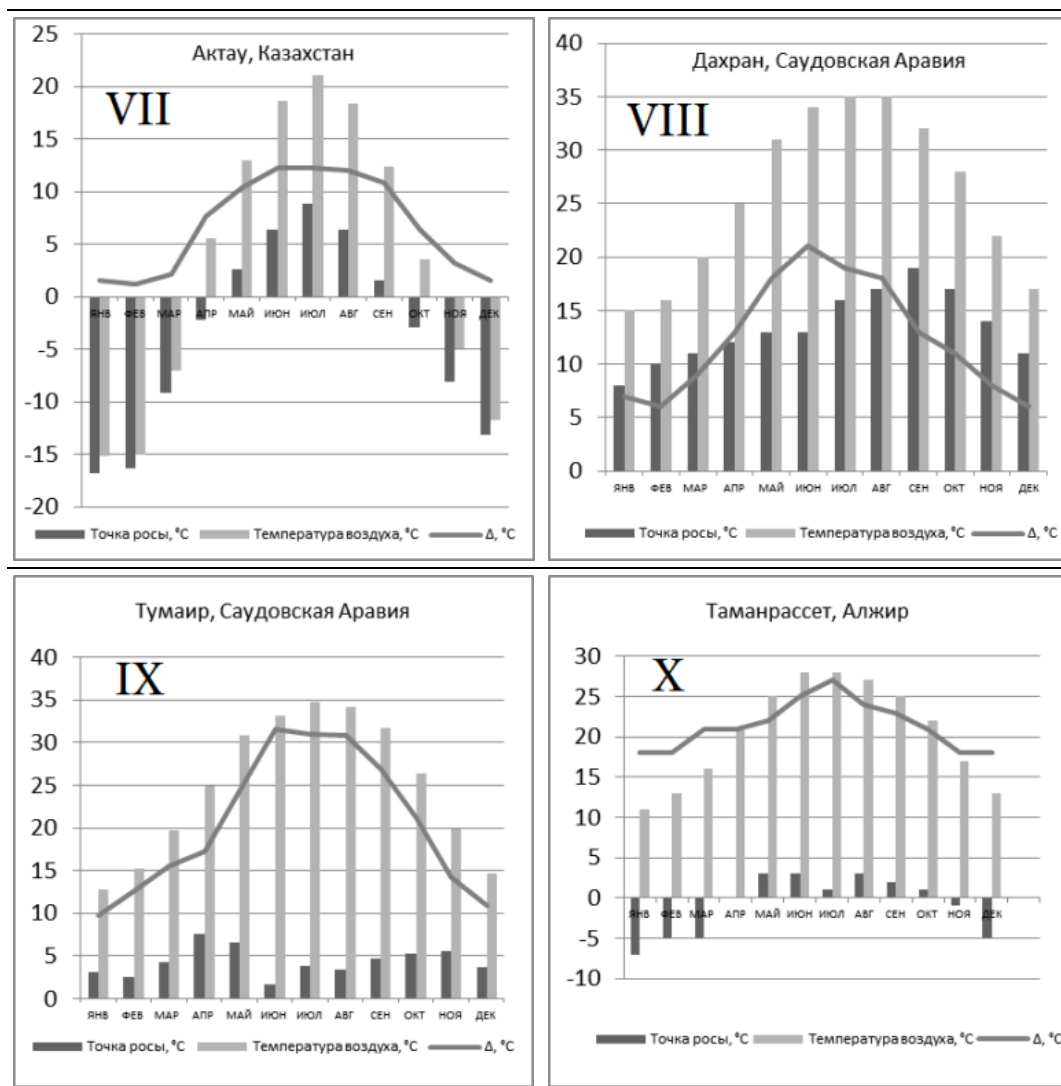 Актау, Казахстан
VII
25
20
15
10
5
0
-5
-10
-15
-20
ЯНВ ФЕВ МАР АПР МАЙ ИЮН ИЮЛ АВГ СЕН ОКТ НОЯ ДЕК
Точка росы, °C Температура воздуха, °C Δ, °C
Дахран, Саудовская Аравия
VIII
40
35
30
25
20
15
10
5
0
ЯНВ ФЕВ МАР АПР МАЙ ИЮН ИЮЛ АВГ СЕН ОКТ НОЯ ДЕК
Точка росы, °C Температура воздуха, °C Δ, °C
Тумаир, Саудовская Аравия
IX
40
35
30
25
20
15
10
5
0
ЯНВ ФЕВ МАР АПР МАЙ ИЮН ИЮЛ АВГ СЕН ОКТ НОЯ ДЕК
Точка росы, °C Температура воздуха, °C Δ, °C
Таманрассет, Алжир
X
30
25
20
15
10
5
0
-5
-10
ЯНВ ФЕВ МАР АПР МАЙ ИЮН ИЮЛ АВГ СЕН ОКТ НОЯ ДЕК
Точка росы, °C Температура воздуха, °C Δ, °C